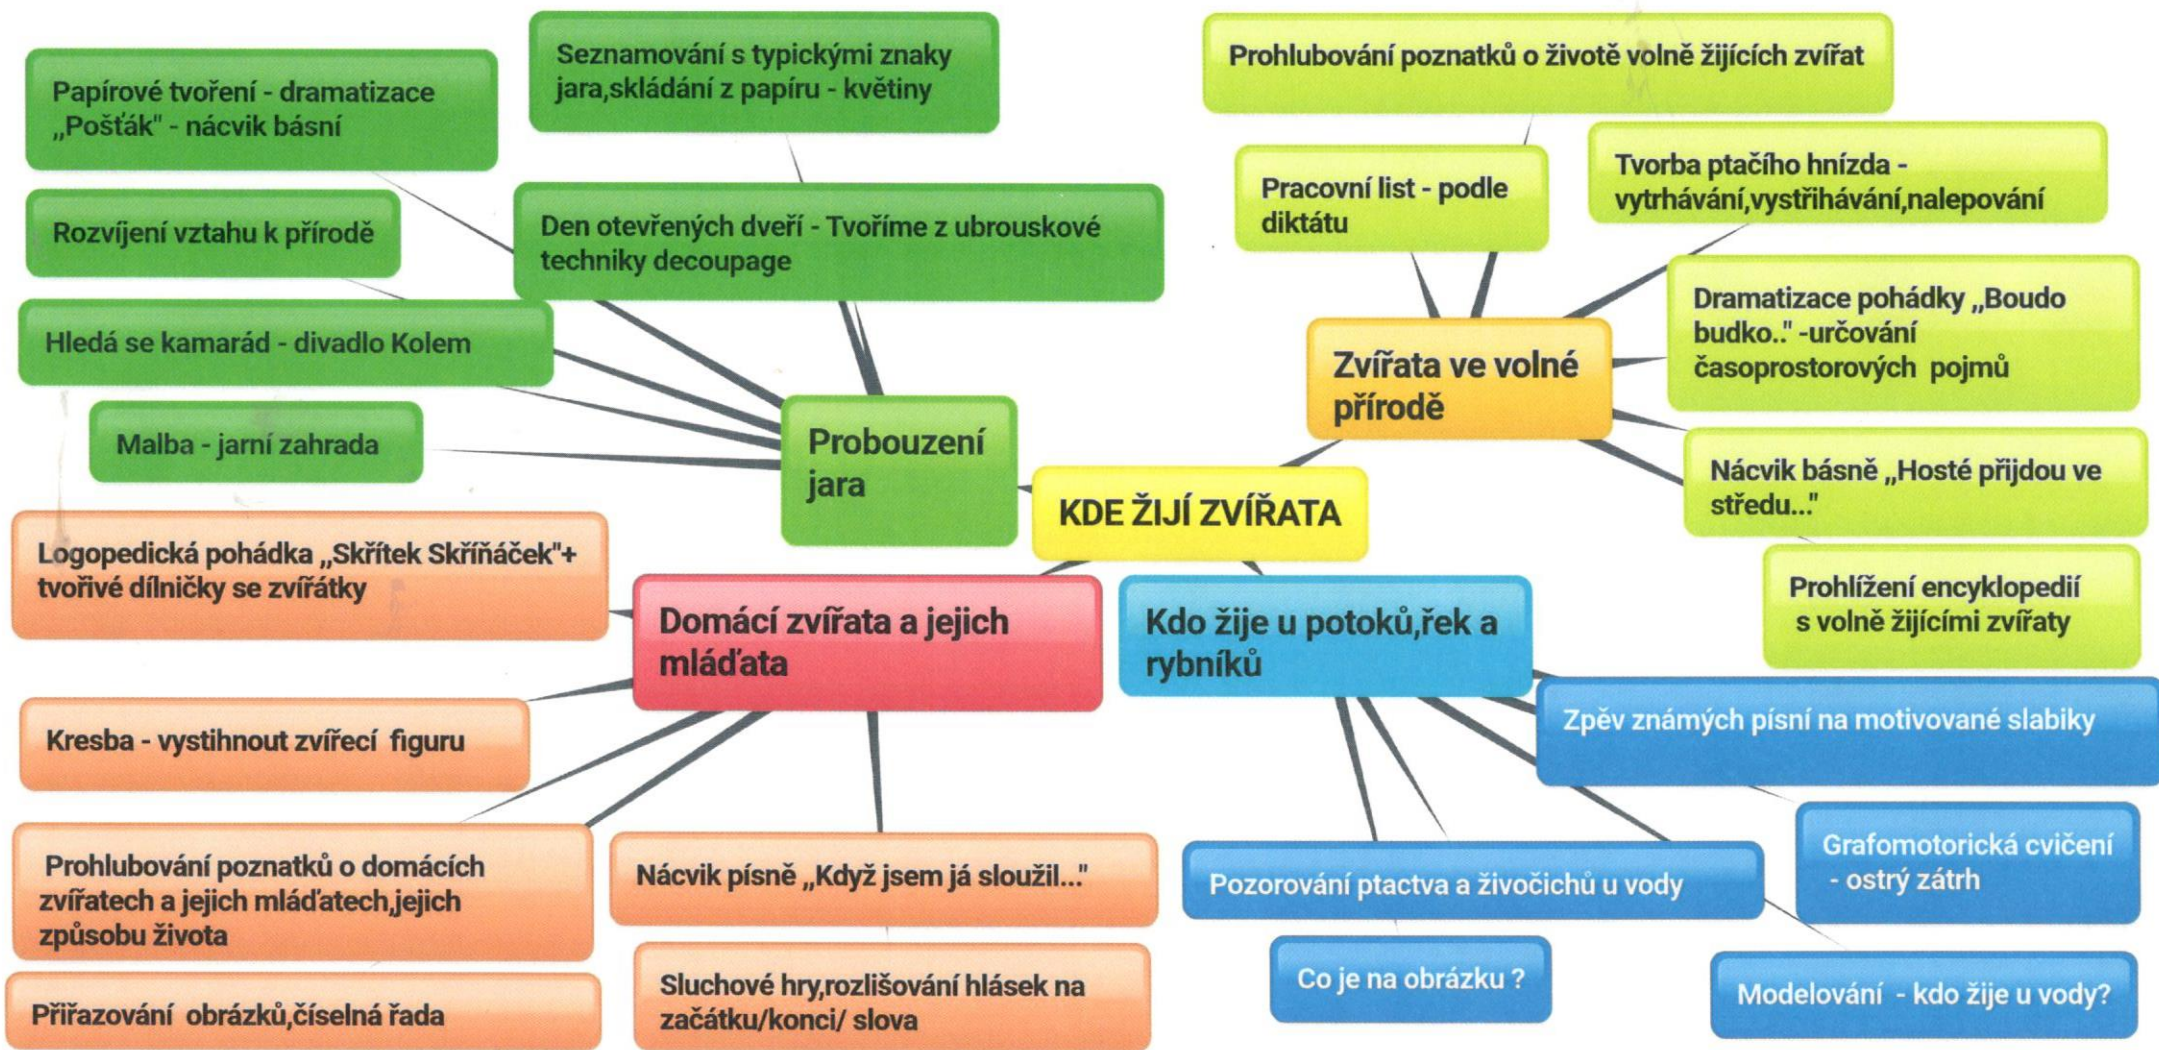 Papírové tvoření - dramatizace
„Pošťák" - nácvik básní
Seznamování s typickými znaky
jara,skládání z papíru - květiny
Rozvíjení vztahu k přírodě
Den otevřených dveří - Tvoříme z ubrouskové
techniky decoupage
Hledá se kamarád - divadlo Kolem
Malba - jarní zahrada
Probouzení
jara
Prohlubování poznatků o životě volně žijících zvířat
Pracovní list - podle
diktátu
Tvorba ptačího hnízda -
vytrhávání,vystřihávání,nalepování
Zvířata ve volné
přírodě
Dramatizace pohádky „Boudo
budko.." -určování
časoprostorových pojmů
Nácvik básně „Hosté přijdou ve
středu..."
Prohlížení encyklopedií
s volně žijícími zvířaty
KDE ŽIJÍ ZVÍŘATA
Logopedická pohádka „Skřítek Skříňáček"+
tvořivé dílničky se zvířátky
Domácí zvířata a jejich
mláďata
Kresba - vystihnout zvířecí figuru
Prohlubování poznatků o domácích
zvířatech a jejich mláďatech,jejich
způsobu života
Přiřazování obrázků,číselná řada
Nácvik písně „Když jsem já sloužil..."
Sluchové hry,rozlišování hlásek na
začátku/konci/ slova
Kdo žije u potoků,řek a
rybníků
Zpěv známých písní na motivované slabiky
Grafomotorická cvičení
- ostrý zátrh
Pozorování ptactva a živočichů u vody
Co je na obrázku ?
Modelování - kdo žije u vody?